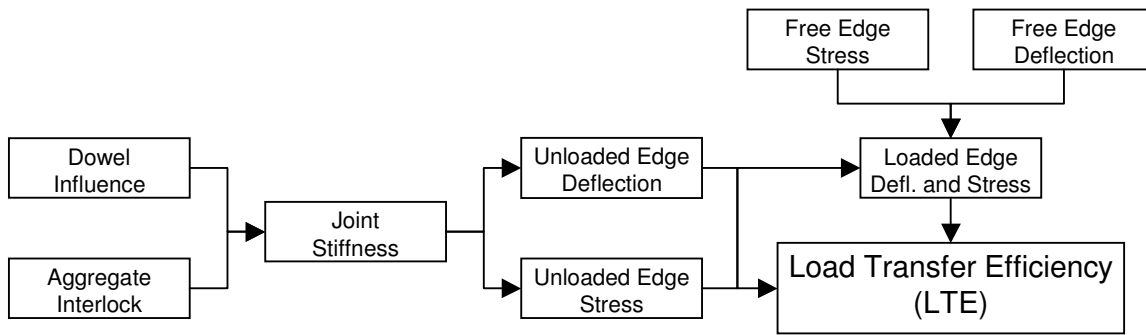 Free Edge
Stress
Free Edge
Deflection
Dowel
Influence
Aggregate
Interlock
Joint
Stiffness
Unloaded Edge
Deflection
Unloaded Edge
Stress
Loaded Edge
Defl. and Stress
Load Transfer Efficiency
(LTE)